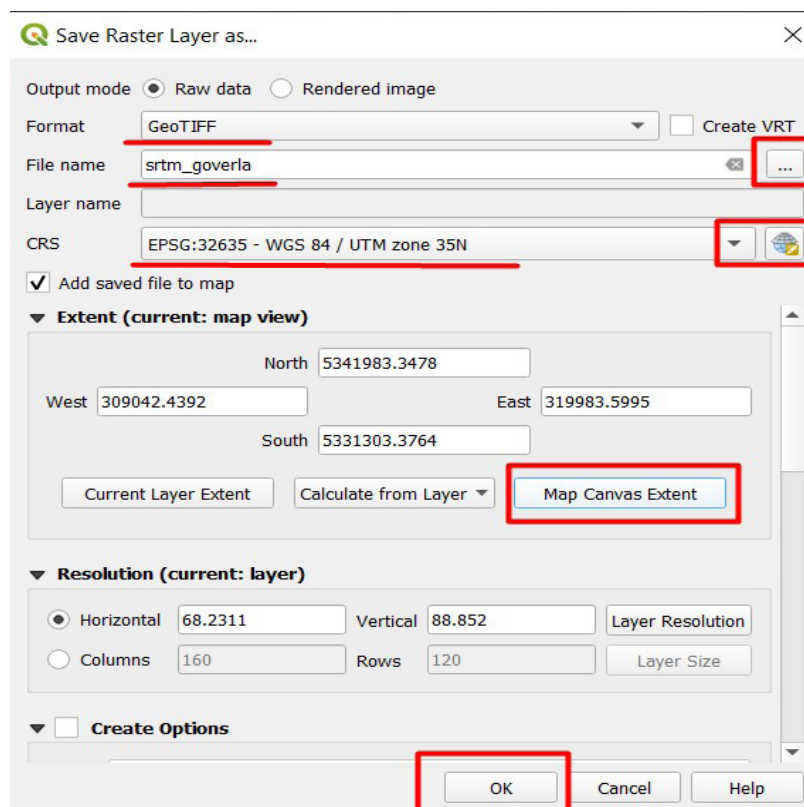 Save Raster Layer as...
Output mode Raw data Rendered image
Format GeoTIFF Create VRT
File name srtm_goverla ...
Layer name
CRS EPSG:32635 - WGS 84 / UTM zone 35N
Add saved file to map
Extent (current: map view)
North 5341983.3478
West 309042.4392 East 319983.5995
South 5331303.3764
Current Layer Extent Calculate from Layer Map Canvas Extent
Resolution (current: layer)
Horizontal 68.2311 Vertical 88.852 Layer Resolution
Columns 160 Rows 120 Layer Size
Create Options
OK Cancel Help